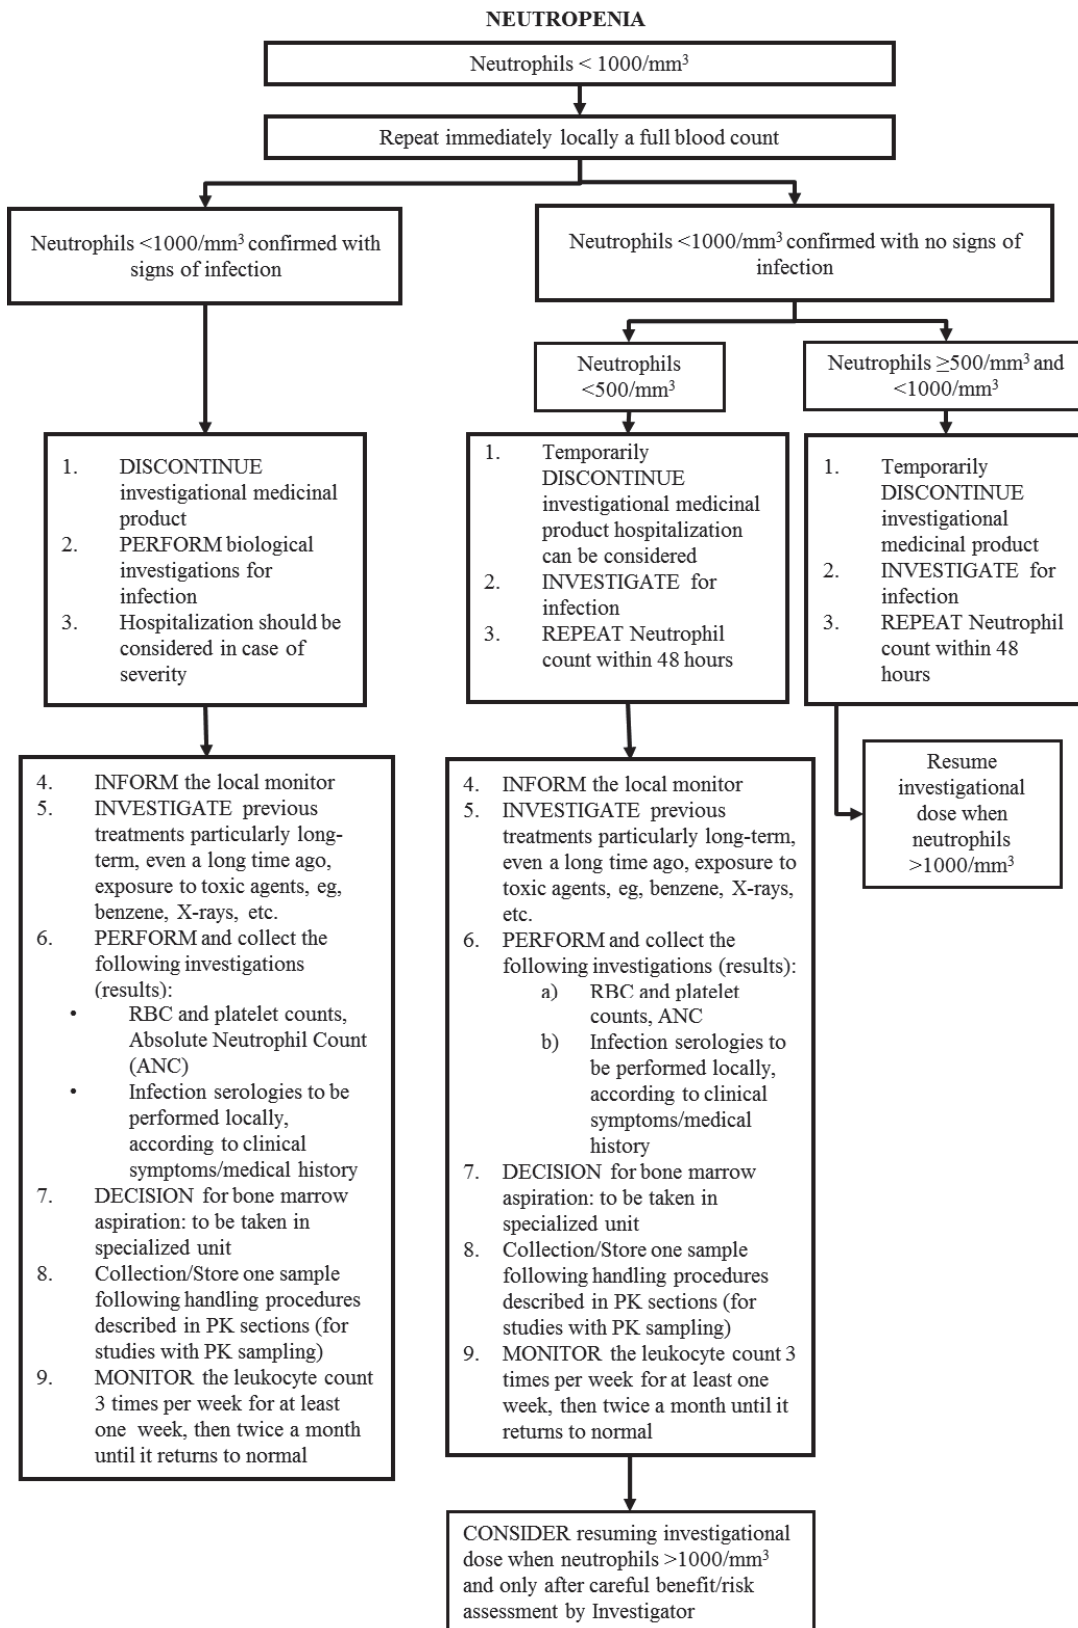 NEUTROPENIA
Neutrophils < 1000/mm³
Repeat immediately locally a full blood count
Neutrophils <1000/mm³ confirmed with
signs of infection
Neutrophils <1000/mm³ confirmed with no signs of
infection
Neutrophils
<500/mm³
Neutrophils ≥500/mm³ and
<1000/mm³
1. DISCONTINUE
investigational medicinal
product
2. PERFORM biological
investigations for
infection
3. Hospitalization should be
considered in case of
severity
1. Temporarily
DISCONTINUE
investigational medicinal
product hospitalization
can be considered
2. INVESTIGATE for
infection
3. REPEAT Neutrophil
count within 48 hours
1. Temporarily
DISCONTINUE
investigational
medicinal product
2. INVESTIGATE for
infection
3. REPEAT Neutrophil
count within 48
hours
4. INFORM the local monitor
5. INVESTIGATE previous
treatments particularly long-
term, even a long time ago,
exposure to toxic agents, eg,
benzene, X-rays, etc.
6. PERFORM and collect the
following investigations
(results):
• RBC and platelet counts,
Absolute Neutrophil Count
(ANC)
• Infection serologies to be
performed locally,
according to clinical
symptoms/medical history
7. DECISION for bone marrow
aspiration: to be taken in
specialized unit
8. Collection/Store one sample
following handling procedures
described in PK sections (for
studies with PK sampling)
9. MONITOR the leukocyte count
3 times per week for at least
one week, then twice a month
until it returns to normal
4. INFORM the local monitor
5. INVESTIGATE previous
treatments particularly long-term,
even a long time ago, exposure to
toxic agents, eg, benzene, X-rays,
etc.
6. PERFORM and collect the
following investigations (results):
a) RBC and platelet
counts, ANC
b) Infection serologies to
be performed locally,
according to clinical
symptoms/medical
history
7. DECISION for bone marrow
aspiration: to be taken in
specialized unit
8. Collection/Store one sample
following handling procedures
described in PK sections (for
studies with PK sampling)
9. MONITOR the leukocyte count 3
times per week for at least one
week, then twice a month until it
returns to normal
Resume
investigational
dose when
neutrophils
>1000/mm³
CONSIDER resuming investigational
dose when neutrophils >1000/mm³
and only after careful benefit/risk
assessment by Investigator